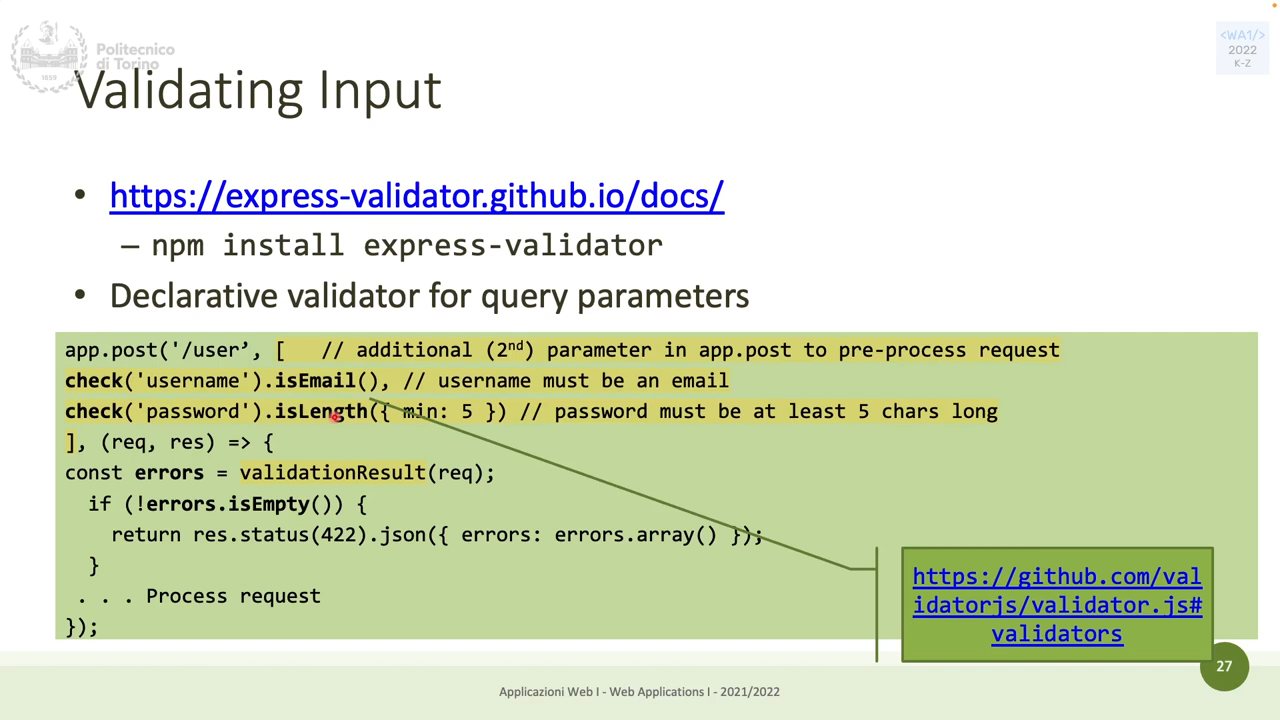 Politecnico
di Torino
1859
<WA1/>
2022
K-Z
Validating Input
• https://express-validator.github.io/docs/
– npm install express-validator
• Declarative validator for query parameters
app.post('/user’, [   // additional (2nd) parameter in app.post to pre-process request
check('username').isEmail(), // username must be an email
check('password').isLength({ min: 5 }) // password must be at least 5 chars long
], (req, res) => {
const errors = validationResult(req);
if (!errors.isEmpty()) {
return res.status(422).json({ errors: errors.array() });
}
. . . Process request
});
https://github.com/val
idatorjs/validator.js#
validators
27
Applicazioni Web I - Web Applications I - 2021/2022